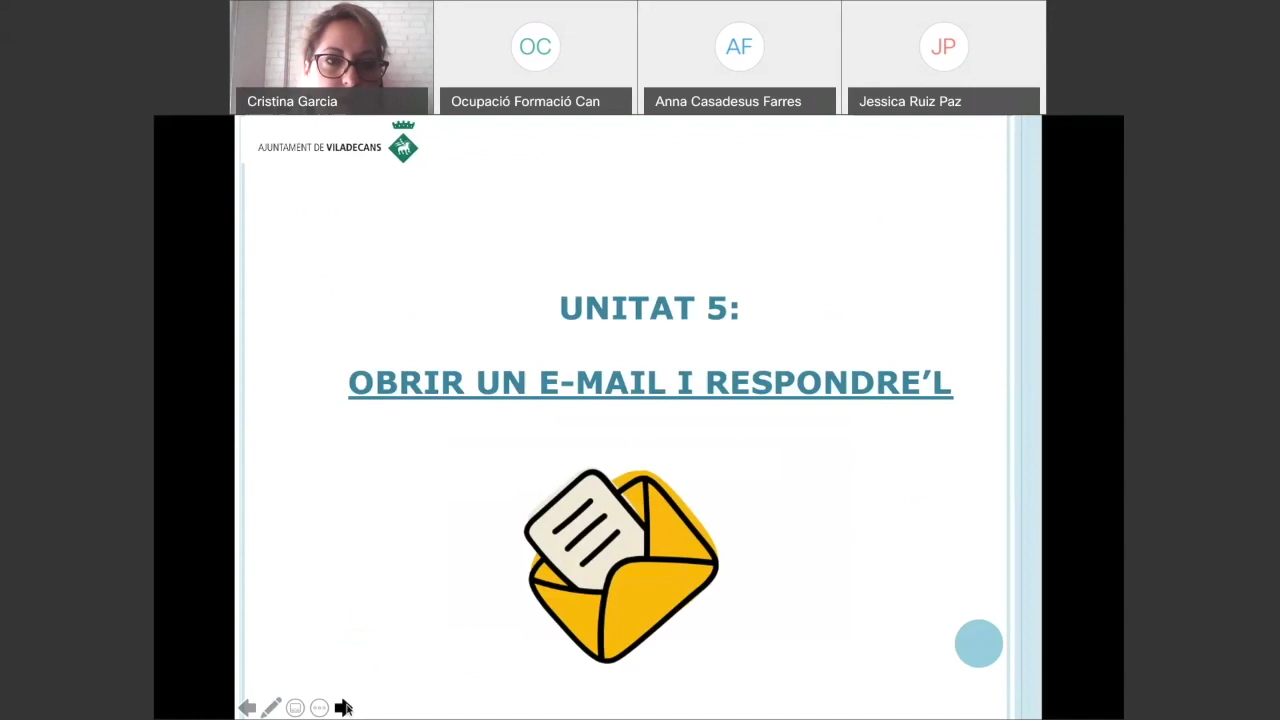 OC
AF
JP
Cristina Garcia
Ocupació Formació Can
Anna Casadesus Farres
Jessica Ruiz Paz
AJUNTAMENT DE VILADECANS
UNITAT 5:
OBRIR UN E-MAIL I RESPONDRE’L